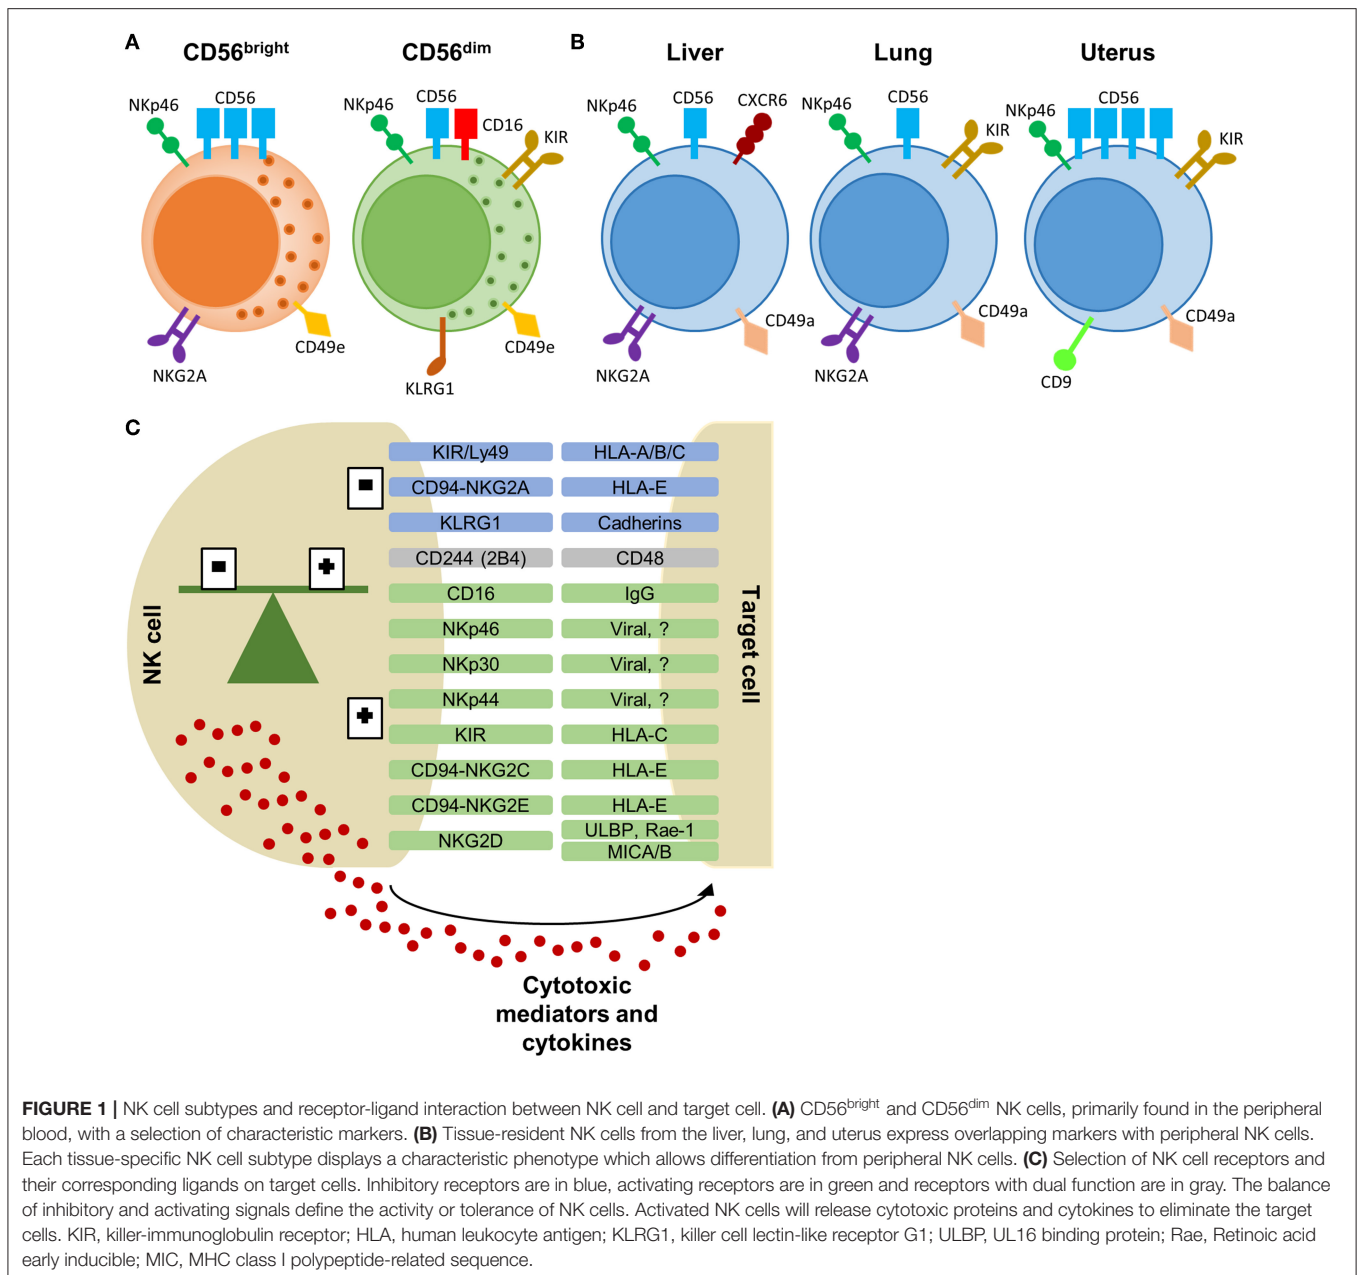 A
CD56bright
CD56dim
B
Liver
Lung
Uterus
NKp46
CD56
NKG2A
CD49e
NKp46
CD56
CD16
KIR
KLRG1
CD49e
NKp46
CD56
CXCR6
NKG2A
CD49a
NKp46
CD56
KIR
NKG2A
CD49a
NKp46
CD56
KIR
CD9
CD49a
C
NK cell
Target cell
KIR/Ly49 HLA-A/B/C
CD94-NKG2A HLA-E
KLRG1 Cadherins
CD244 (2B4) CD48
CD16 IgG
NKp46 Viral, ?
NKp30 Viral, ?
NKp44 Viral, ?
KIR HLA-C
CD94-NKG2C HLA-E
CD94-NKG2E HLA-E
NKG2D ULBP, Rae-1
MICA/B
Cytotoxic
mediators and
cytokines
FIGURE 1 | NK cell subtypes and receptor-ligand interaction between NK cell and target cell. (A) CD56bright and CD56dim NK cells, primarily found in the peripheral
blood, with a selection of characteristic markers. (B) Tissue-resident NK cells from the liver, lung, and uterus express overlapping markers with peripheral NK cells.
Each tissue-specific NK cell subtype displays a characteristic phenotype which allows differentiation from peripheral NK cells. (C) Selection of NK cell receptors and
their corresponding ligands on target cells. Inhibitory receptors are in blue, activating receptors are in green and receptors with dual function are in gray. The balance
of inhibitory and activating signals define the activity or tolerance of NK cells. Activated NK cells will release cytotoxic proteins and cytokines to eliminate the target
cells. KIR, killer-immunoglobulin receptor; HLA, human leukocyte antigen; KLRG1, killer cell lectin-like receptor G1; ULBP, UL16 binding protein; Rae, Retinoic acid
early inducible; MIC, MHC class I polypeptide-related sequence.